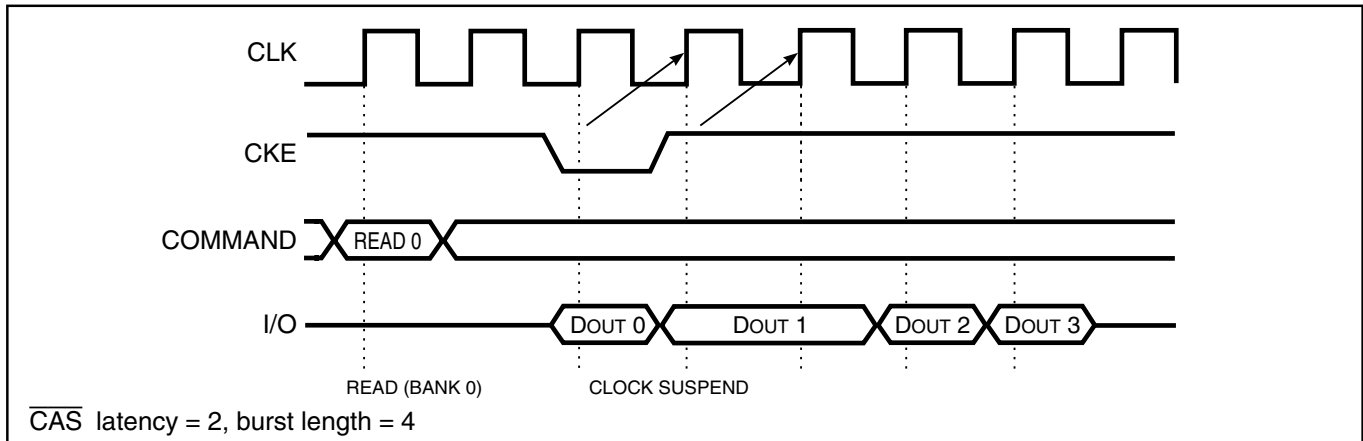 CLK
CKE
COMMAND READ 0
I/O DOUT 0 DOUT 1 DOUT 2 DOUT 3
READ (BANK 0) CLOCK SUSPEND
CAS latency = 2, burst length = 4